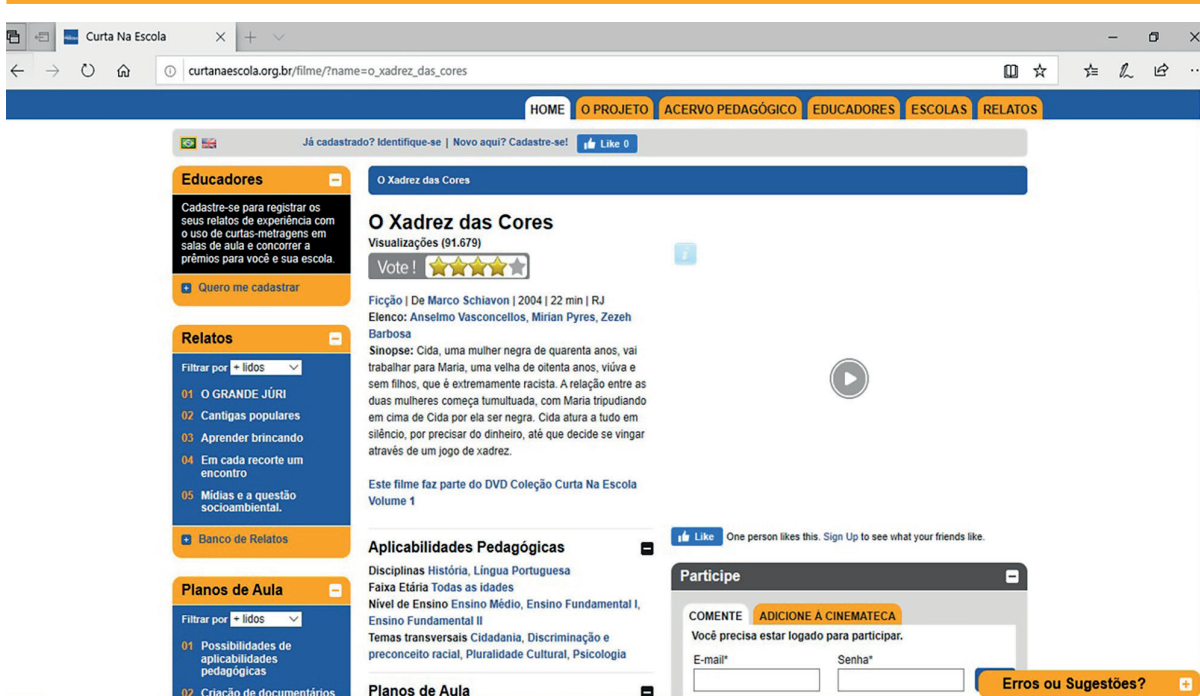 Curta Na Escola
curtanaescola.org.br/filme/?name=o_xadrez_das_cores
HOME O PROJETO ACERVO PEDAGÓGICO EDUCADORES ESCOLAS RELATOS
Já cadastrado? Identifique-se | Novo aqui? Cadastre-se! Like 0
Educadores
Cadastre-se para registrar os
seus relatos de experiência com
o uso de curtas-metragens em
salas de aula e concorrer a
prêmios para você e sua escola.
Quero me cadastrar
Relatos
Filtrar por + lidos
01 O GRANDE JÚRI
02 Cantigas populares
03 Aprender brincando
04 Em cada recorte um
encontro
05 Mídias e a questão
socioambiental.
Banco de Relatos
Planos de Aula
Filtrar por + lidos
01 Possibilidades de
aplicabilidades
pedagógicas
02 Criação de documentários
O Xadrez das Cores
O Xadrez das Cores
Visualizações (91.679)
Vote !
Ficção | De Marco Schiavon | 2004 | 22 min | RJ
Elenco: Anselmo Vasconcellos, Mirian Pyres, Zezeh
Barbosa
Sinopse: Cida, uma mulher negra de quarenta anos, vai
trabalhar para Maria, uma velha de oitenta anos, viúva e
sem filhos, que é extremamente racista. A relação entre as
duas mulheres começa tumultuada, com Maria tripudiando
em cima de Cida por ela ser negra. Cida atura a tudo em
silêncio, por precisar do dinheiro, até que decide se vingar
através de um jogo de xadrez.
Este filme faz parte do DVD Coleção Curta Na Escola
Volume 1
Aplicabilidades Pedagógicas
Disciplinas História, Língua Portuguesa
Faixa Etária Todas as idades
Nível de Ensino Ensino Médio, Ensino Fundamental I,
Ensino Fundamental II
Temas transversais Cidadania, Discriminação e
preconceito racial, Pluralidade Cultural, Psicologia
Planos de Aula
Like One person likes this. Sign Up to see what your friends like.
Participe
COMENTE ADICIONE À CINEMATECA
Você precisa estar logado para participar.
E-mail* Senha*
Erros ou Sugestões?